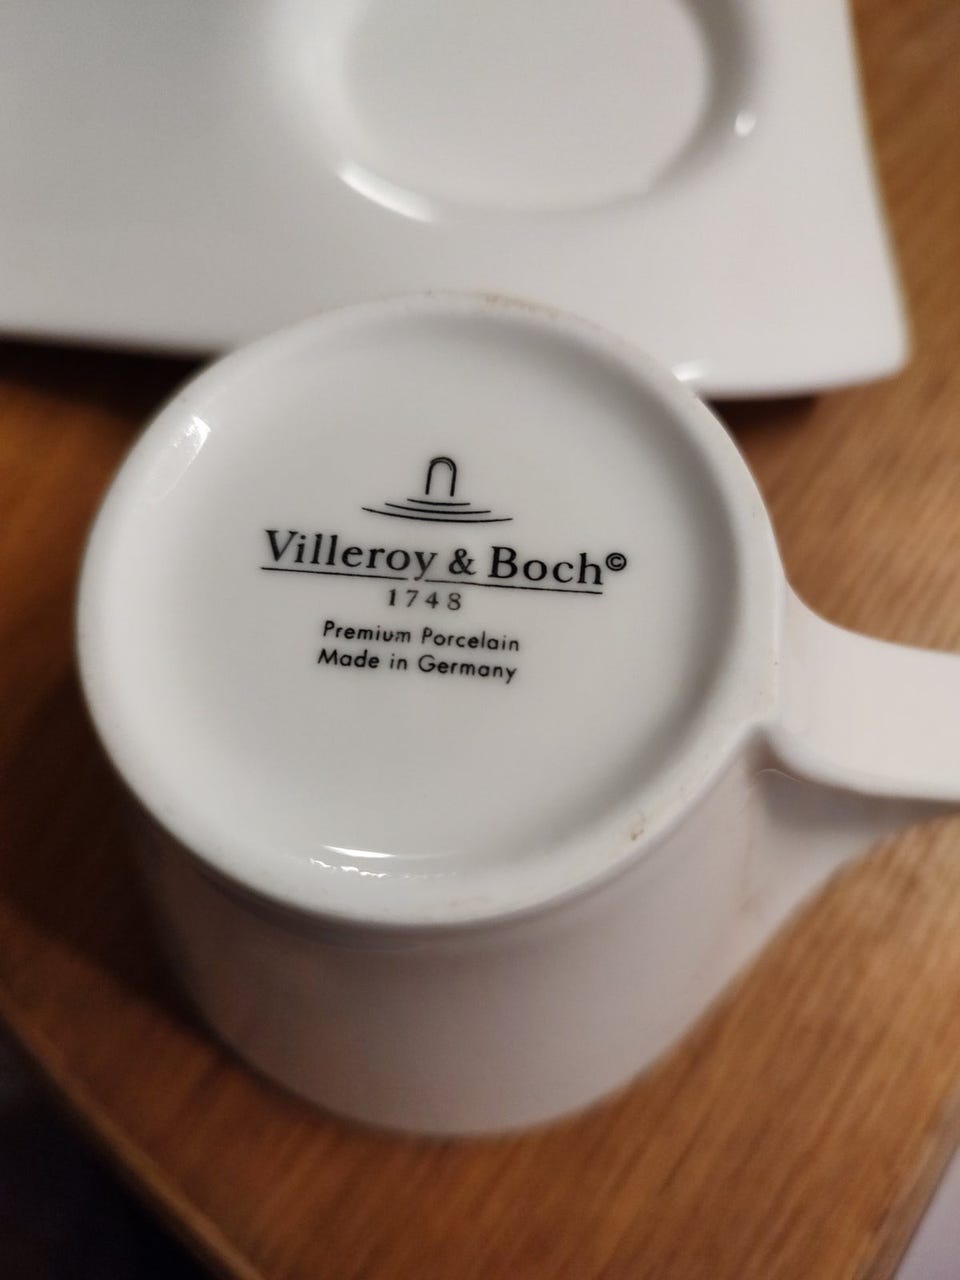 Villeroy & Boch©
1748
Premium Porcelain
Made in Germany